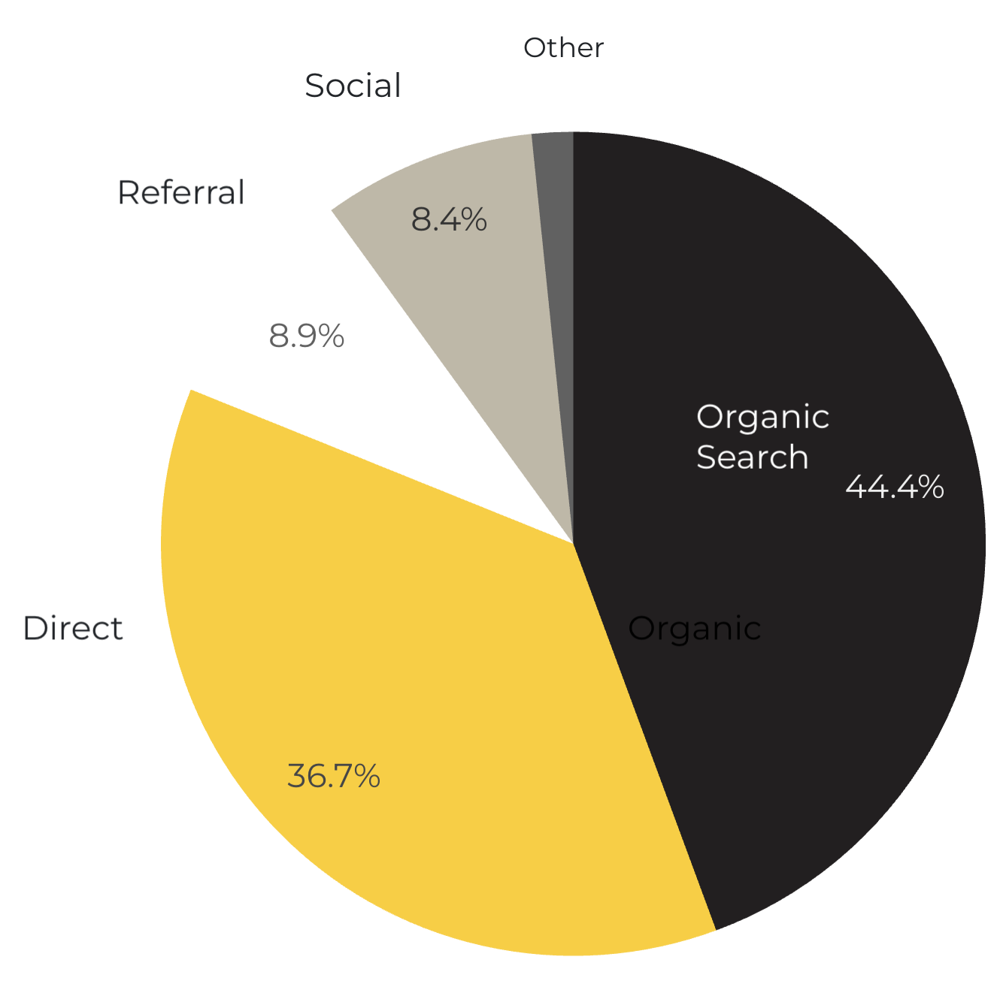 Other
Social
Referral
8.4%
8.9%
Organic
Search
44.4%
Direct
Organic
36.7%